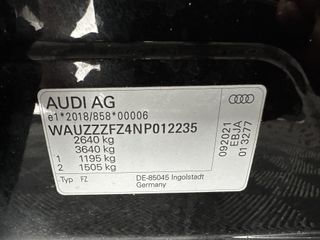 AUDI AG
e1*2018/858*00006
WAUZZZFZ4NP012235
2640 kg
3640 kg
1 1195 kg
2 1505 kg
Typ FZ
DE-85045 Ingolstadt
Germany
092021
EBJA
013277